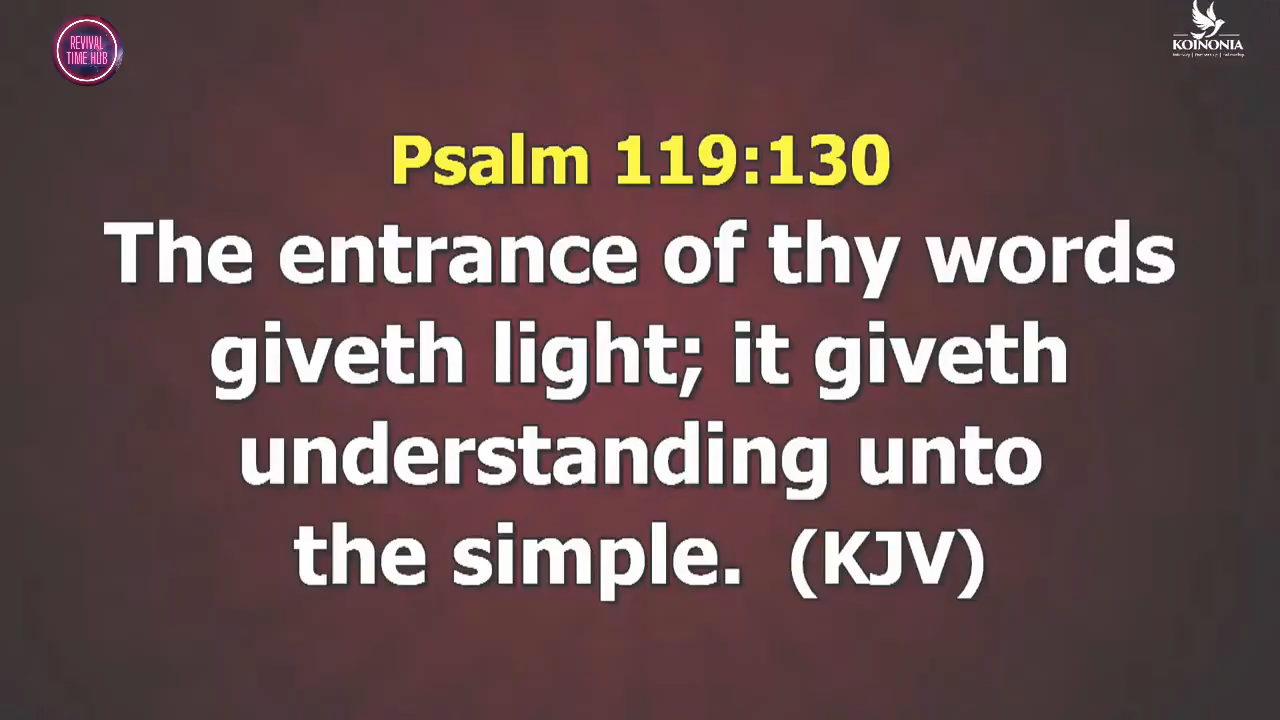 REVIVAL
TIME HUB
KOINONIA
Psalm 119:130
The entrance of thy words
giveth light; it giveth
understanding unto
the simple. (KJV)